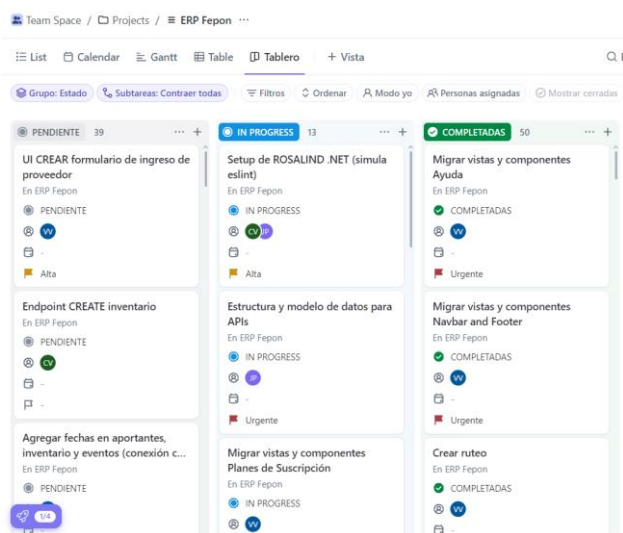 Team Space / Projects / ERP Fepon ...
List Calendar Gantt Table Tablero + Vista
Grupo: Estado Subtareas: Contraer todas Filtros Ordenar Modo yo Personas asignadas Mostrar cerradas
PENDIENTE 39 ... +
UI CREAR formulario de ingreso de
proveedor
En ERP Fepon
PENDIENTE
VV
-
Alta
Endpoint CREATE inventario
En ERP Fepon
PENDIENTE
CV
-
-
Agregar fechas en aportantes,
inventario y eventos (conexión c...
En ERP Fepon
PENDIENTE
1/4
IN PROGRESS 13 ... +
Setup de ROSALIND .NET (simula
eslint)
En ERP Fepon
IN PROGRESS
CV JP
-
Alta
Estructura y modelo de datos para
APIs
En ERP Fepon
IN PROGRESS
JP
-
Urgente
Migrar vistas y componentes
Planes de Suscripción
En ERP Fepon
IN PROGRESS
VV
COMPLETADAS 50 ... +
Migrar vistas y componentes
Ayuda
En ERP Fepon
COMPLETADAS
VV
-
Urgente
Migrar vistas y componentes
Navbar and Footer
En ERP Fepon
COMPLETADAS
VV
-
Urgente
Crear ruteo
En ERP Fepon
COMPLETADAS
VV
-